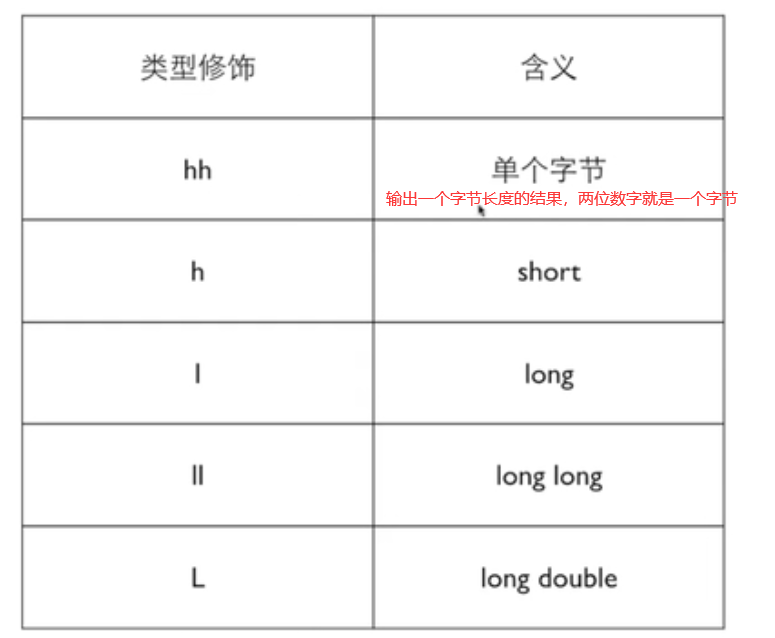 类型修饰 含义
hh 单个字节
输出一个字节长度的结果，两位数字就是一个字节
h short
l long
ll long long
L long double